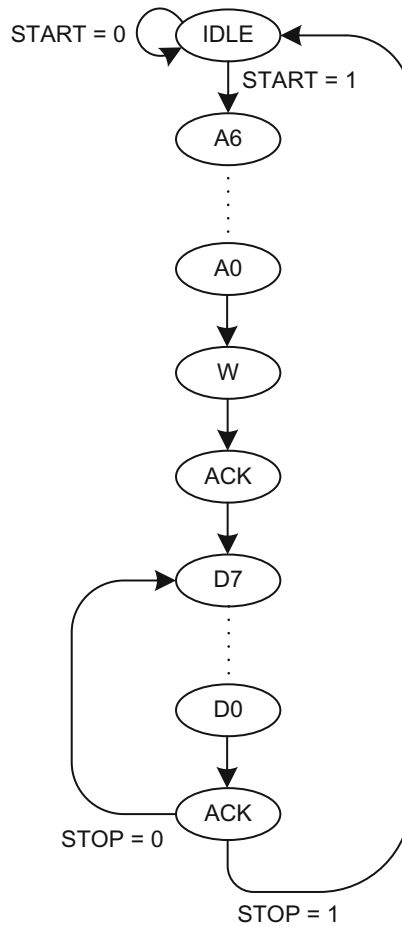 START = 0
IDLE
START = 1
A6
A0
W
ACK
D7
D0
ACK
STOP = 0
STOP = 1